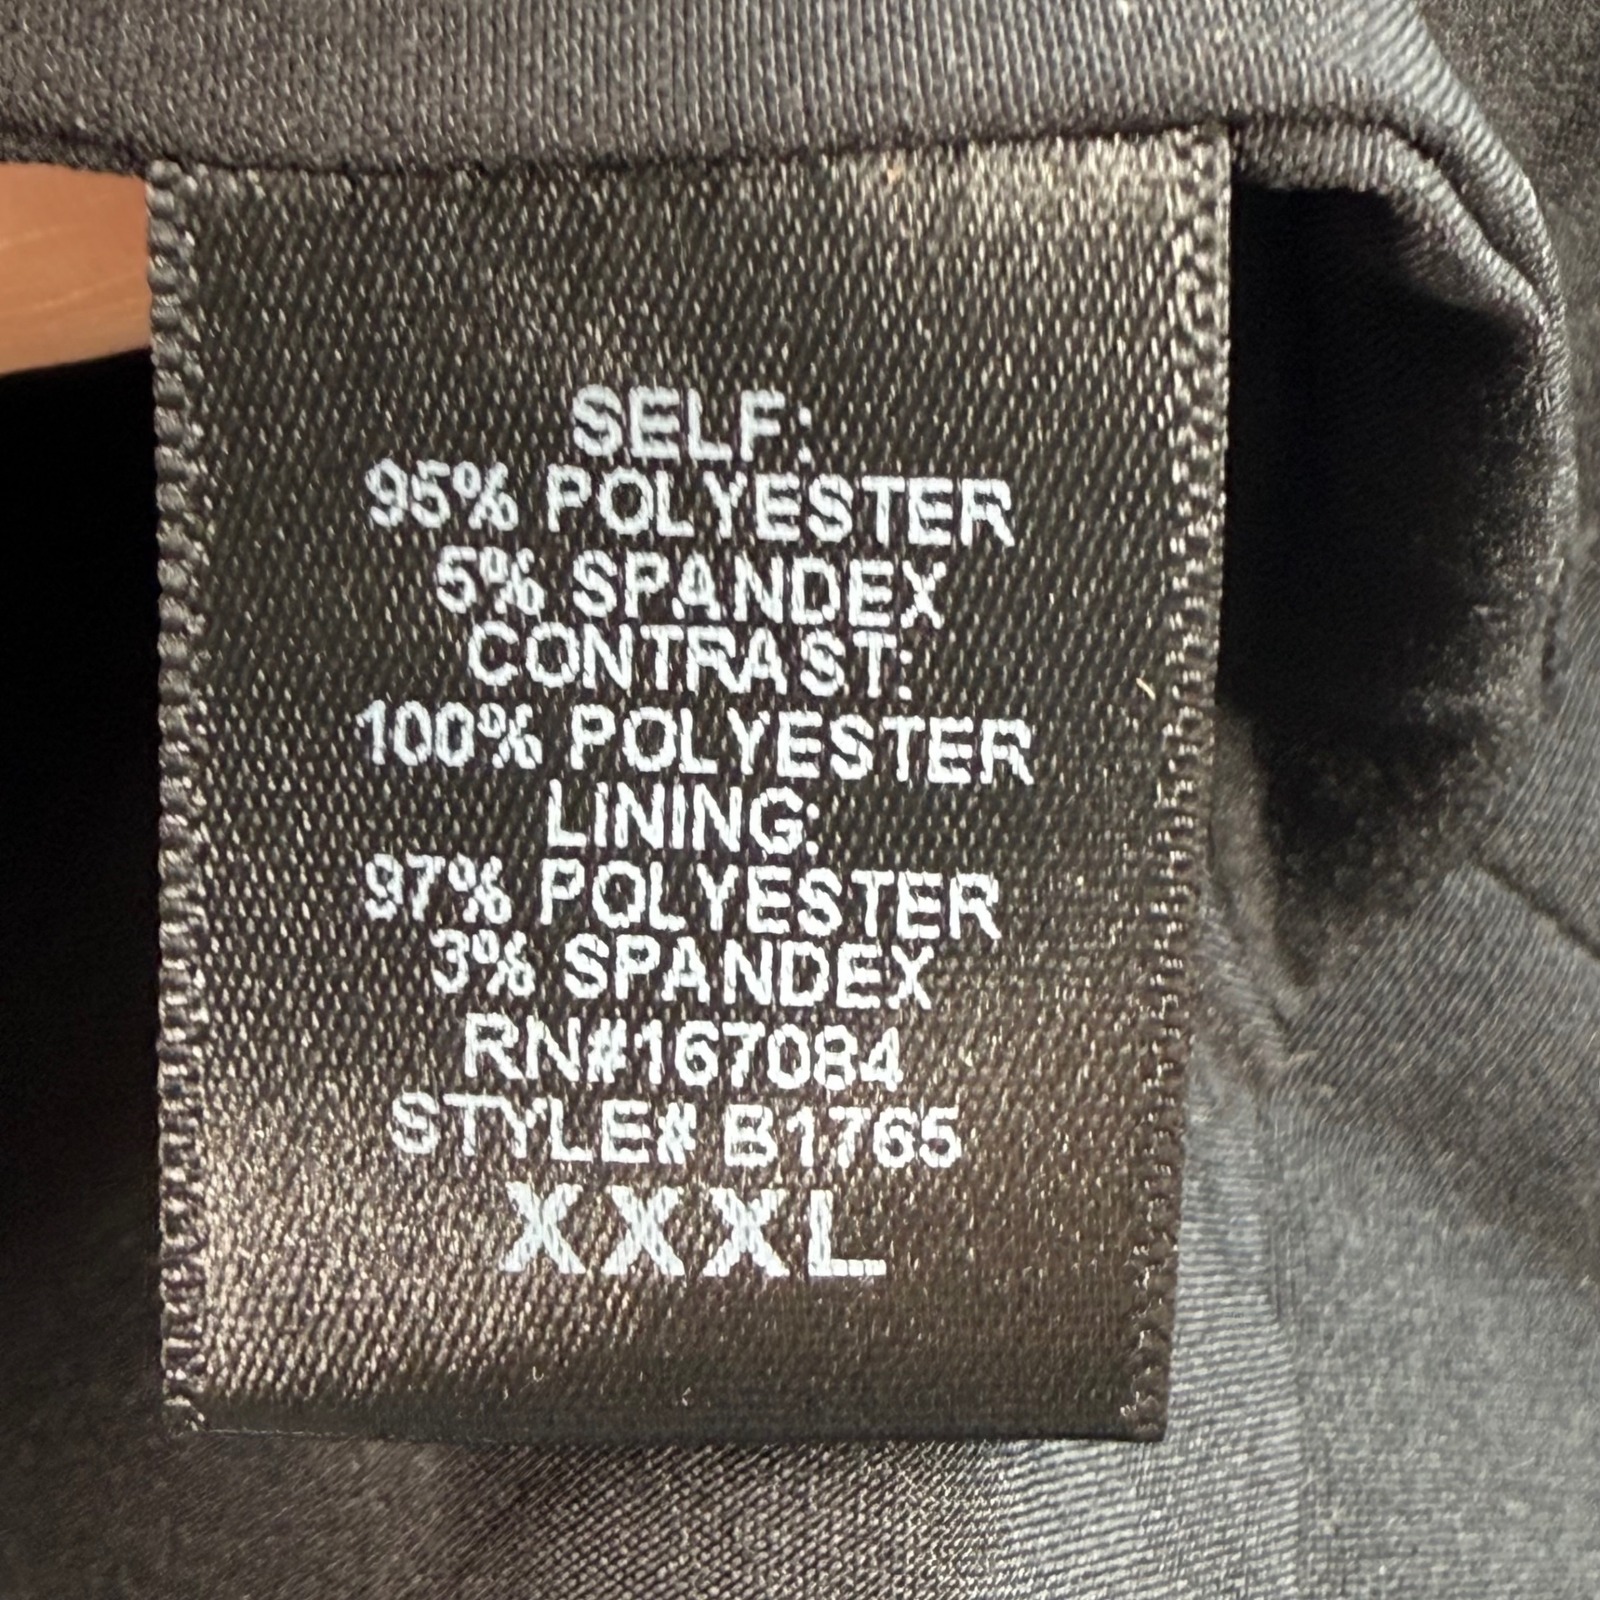 SELF:
95% POLYESTER
5% SPANDEX
CONTRAST:
100% POLYESTER
LINING:
97% POLYESTER
3% SPANDEX
RN#167084
STYLE# B1765
XXXL